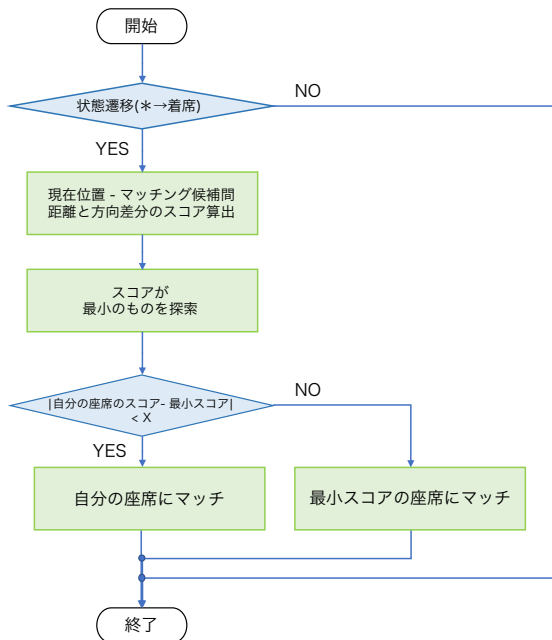 開始
状態遷移(＊→着席)
NO
YES
現在位置 - マッチング候補間
距離と方向差分のスコア算出
スコアが
最小のものを探索
|自分の座席のスコア- 最小スコア|
< X
NO
YES
自分の座席にマッチ
最小スコアの座席にマッチ
終了